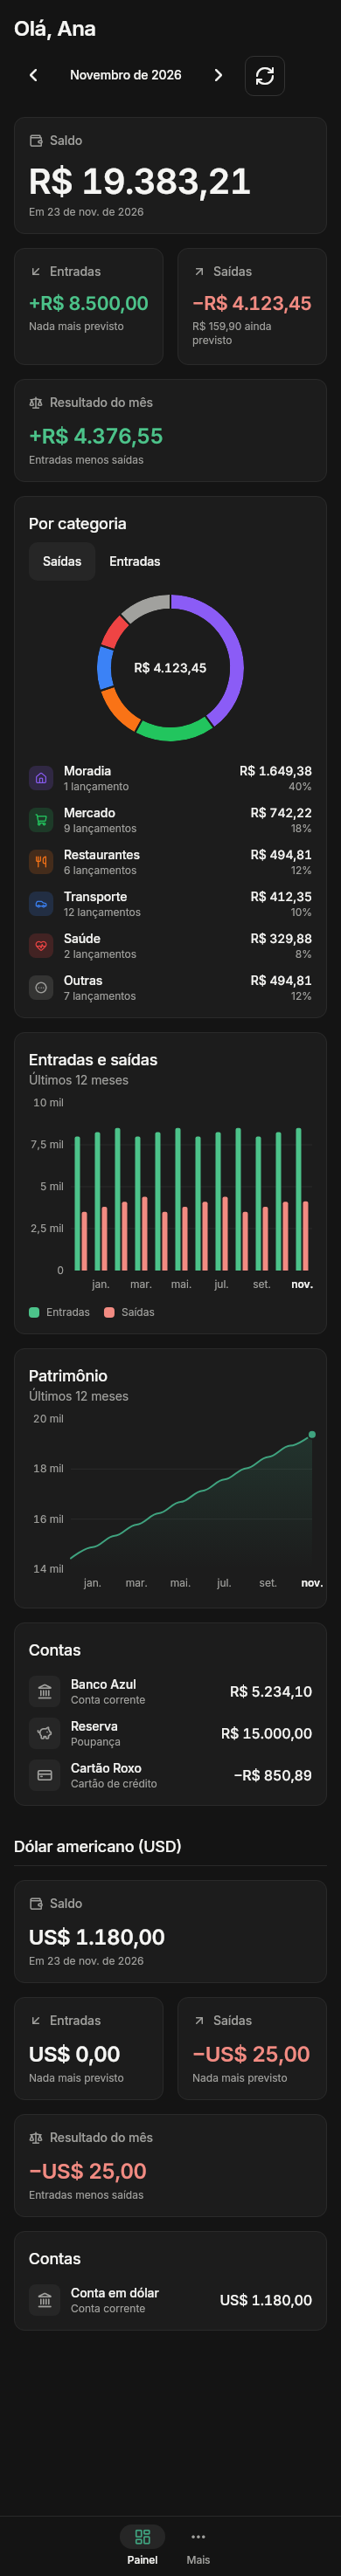 Olá, Ana
Novembro de 2026
Saldo
R$ 19.383,21
Em 23 de nov. de 2026
Entradas
+R$ 8.500,00
Nada mais previsto
Saídas
−R$ 4.123,45
R$ 159,90 ainda
previsto
Resultado do mês
+R$ 4.376,55
Entradas menos saídas
Por categoria
Saídas Entradas
R$ 4.123,45
Moradia R$ 1.649,38
1 lançamento 40%
Mercado R$ 742,22
9 lançamentos 18%
Restaurantes R$ 494,81
6 lançamentos 12%
Transporte R$ 412,35
12 lançamentos 10%
Saúde R$ 329,88
2 lançamentos 8%
Outras R$ 494,81
7 lançamentos 12%
Entradas e saídas
Últimos 12 meses
10 mil
7,5 mil
5 mil
2,5 mil
0
jan. mar. mai. jul. set. nov.
Entradas Saídas
Patrimônio
Últimos 12 meses
20 mil
18 mil
16 mil
14 mil
jan. mar. mai. jul. set. nov.
Contas
Banco Azul R$ 5.234,10
Conta corrente
Reserva R$ 15.000,00
Poupança
Cartão Roxo −R$ 850,89
Cartão de crédito
Dólar americano (USD)
Saldo
US$ 1.180,00
Em 23 de nov. de 2026
Entradas
US$ 0,00
Nada mais previsto
Saídas
−US$ 25,00
Nada mais previsto
Resultado do mês
−US$ 25,00
Entradas menos saídas
Contas
Conta em dólar US$ 1.180,00
Conta corrente
Painel Mais